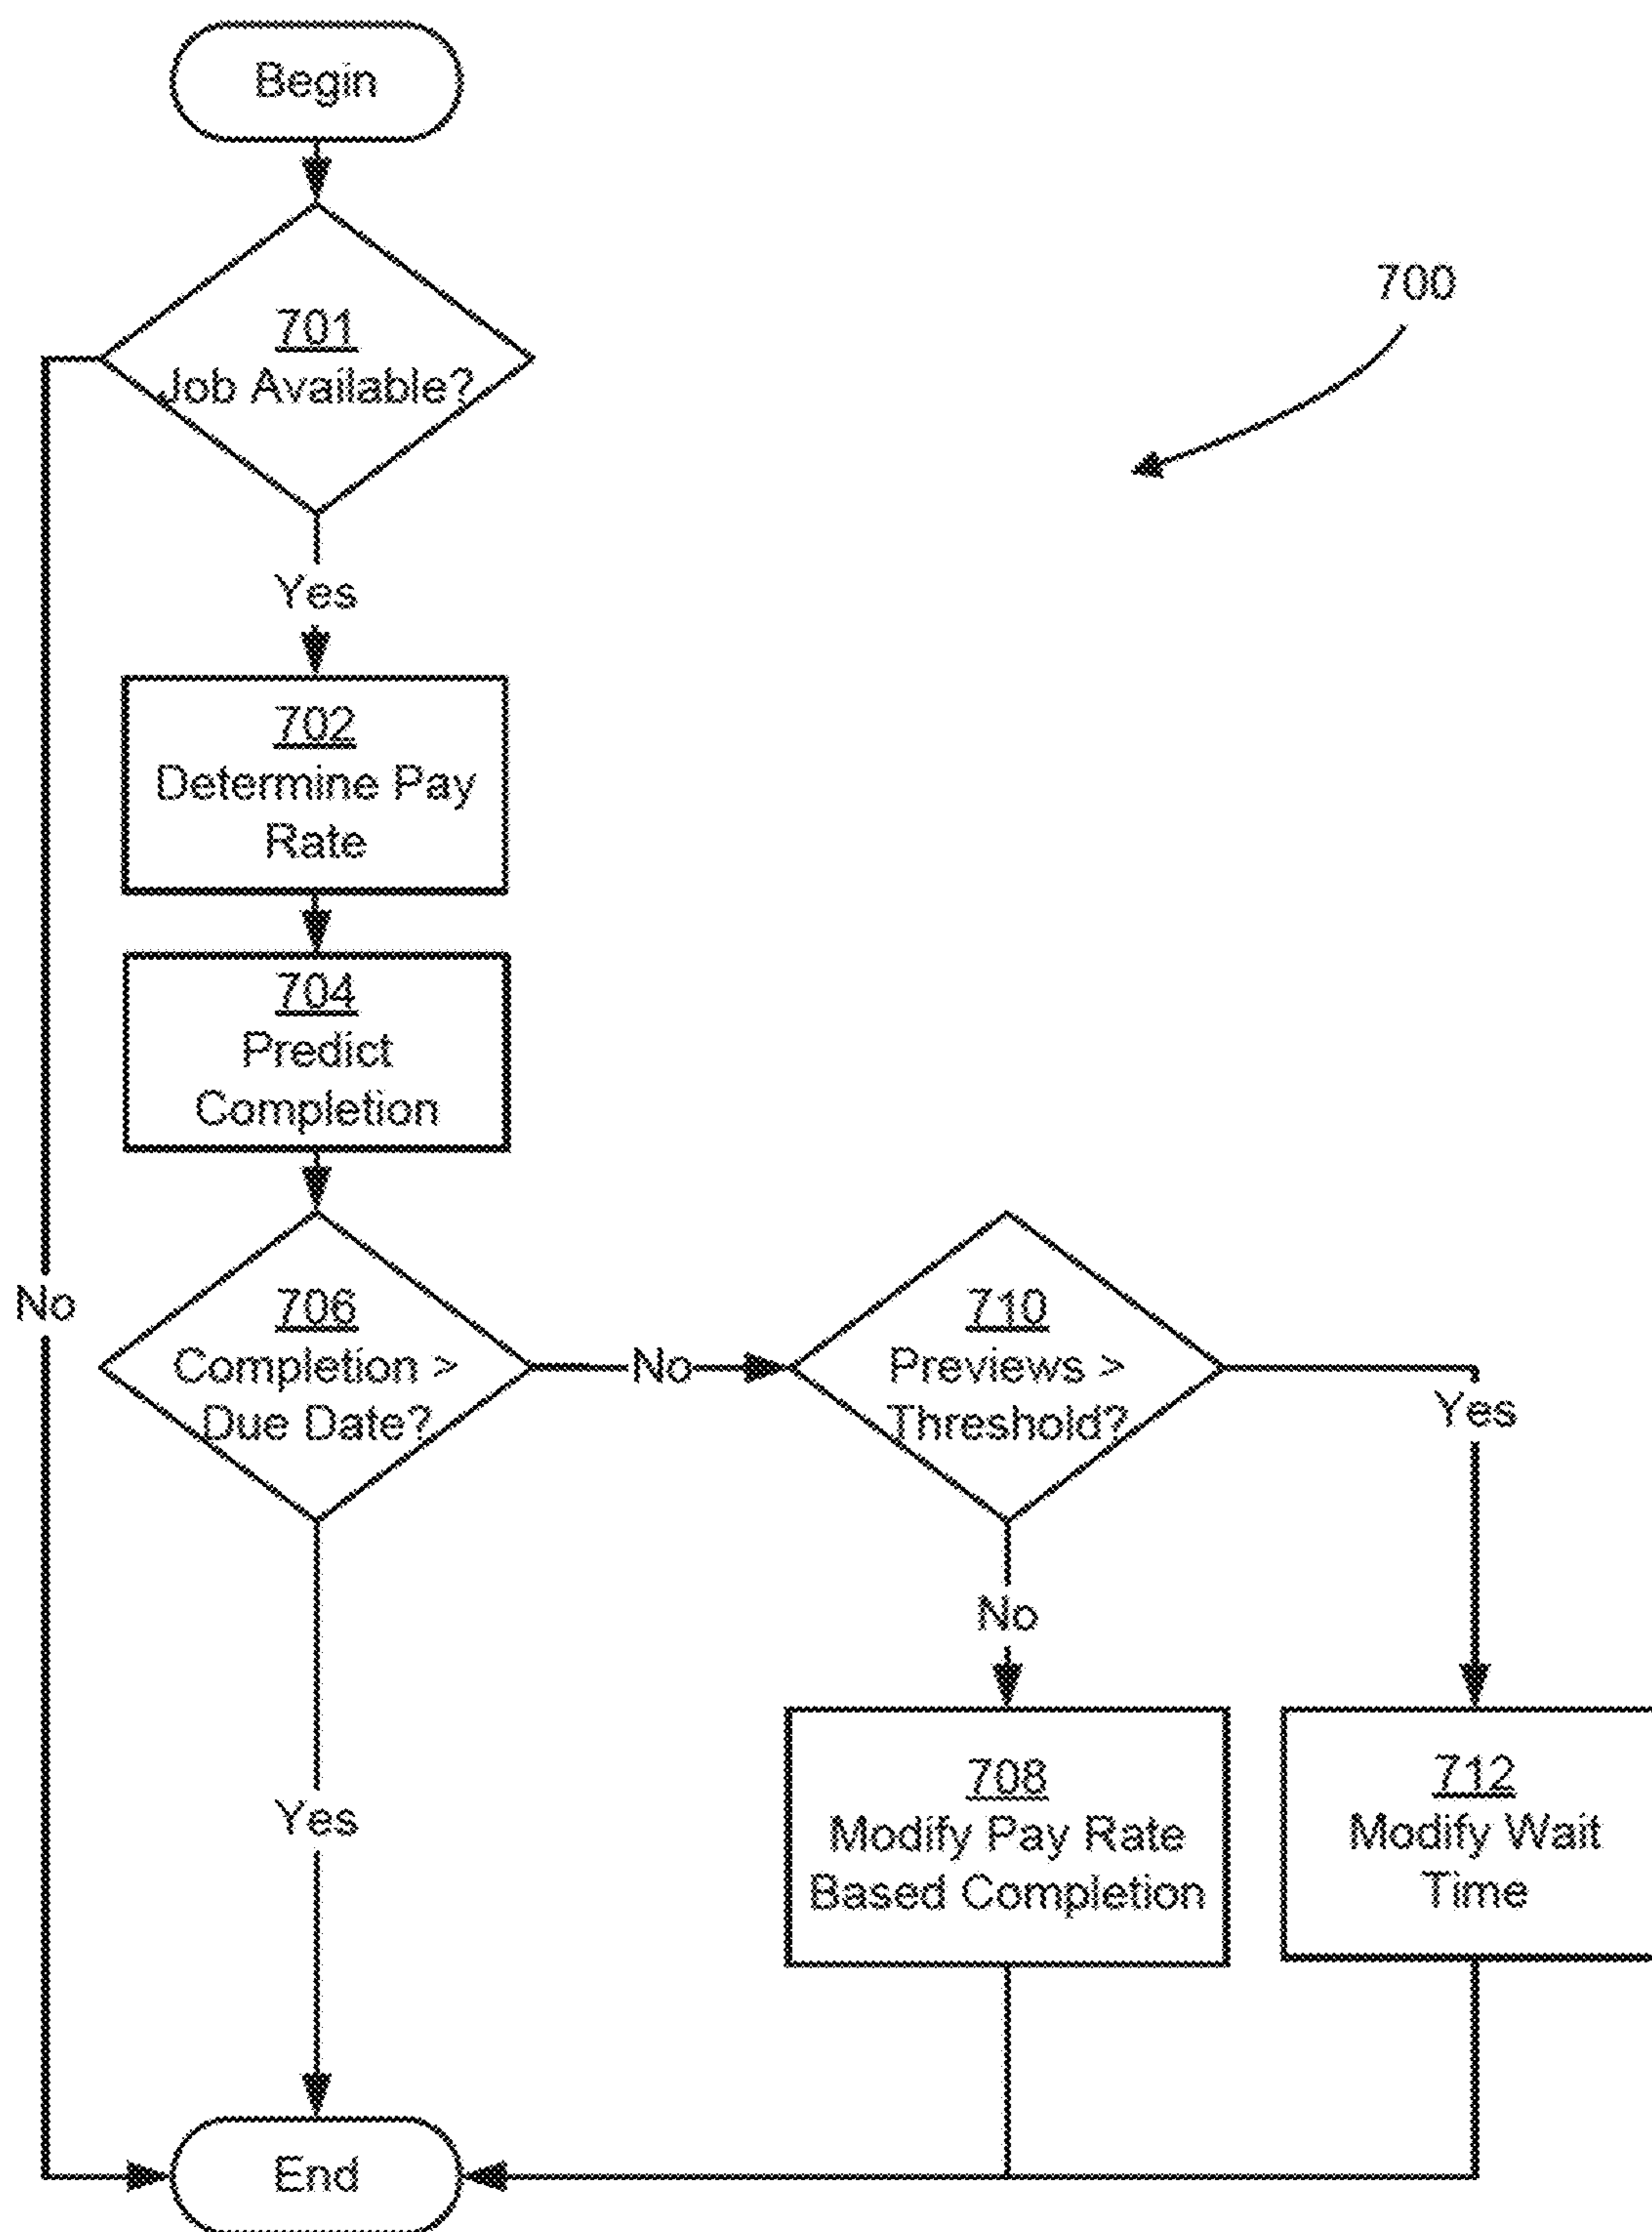 Begin
700
701
Job Available?
Yes
702
Determine Pay
Rate
704
Predict
Completion
No
706
Completion >
Due Date?
No
710
Previews >
Threshold?
Yes
No
708
Modify Pay Rate
Based Completion
712
Modify Wait
Time
Yes
End